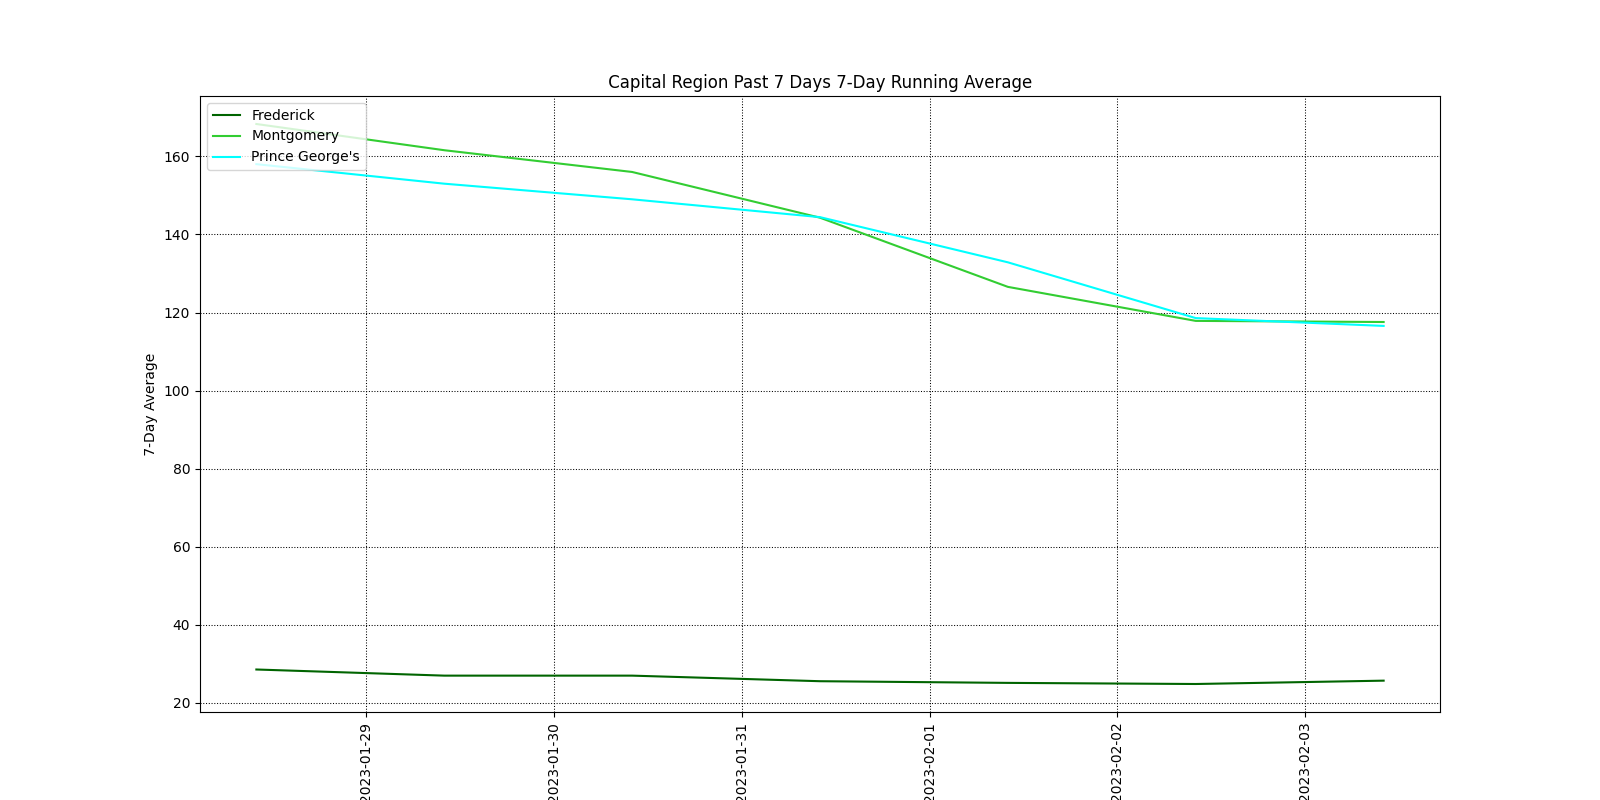 Capital Region Past 7 Days 7-Day Running Average
Frederick
Montgomery
Prince George's
7-Day Average
160
140
120
100
80
60
40
20
2023-01-29
2023-01-30
2023-01-31
2023-02-01
2023-02-02
2023-02-03